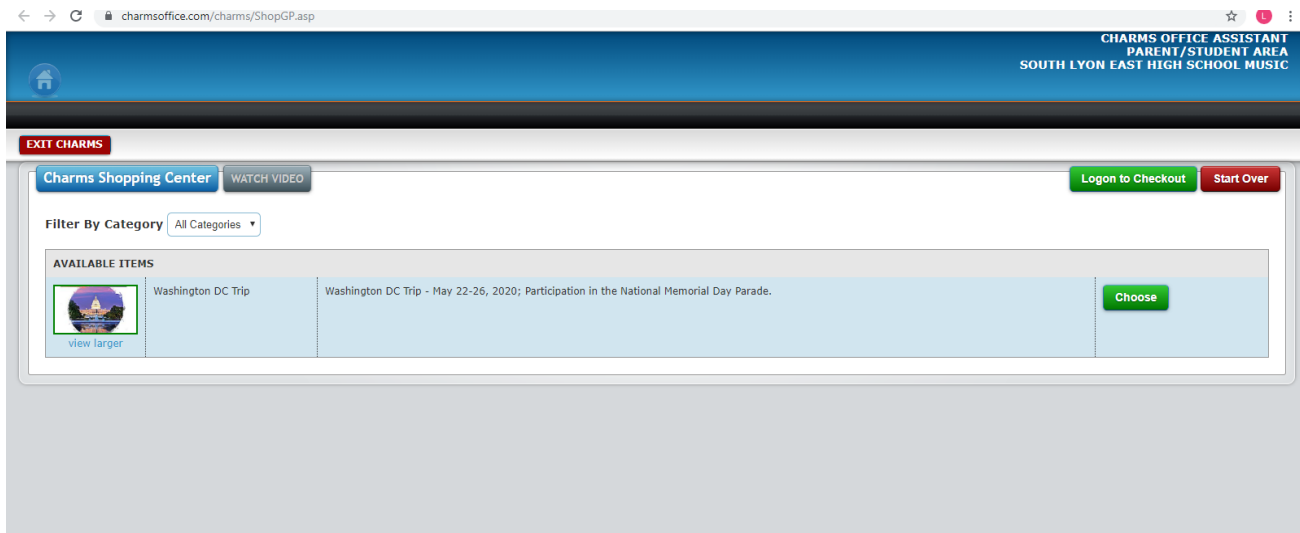 charmsoffice.com/charms/ShopGP.asp
L
CHARMS OFFICE ASSISTANT
PARENT/STUDENT AREA
SOUTH LYON EAST HIGH SCHOOL MUSIC
EXIT CHARMS
Charms Shopping Center WATCH VIDEO Logon to Checkout Start Over
Filter By Category All Categories
AVAILABLE ITEMS
Washington DC Trip Washington DC Trip - May 22-26, 2020; Participation in the National Memorial Day Parade. Choose
view larger